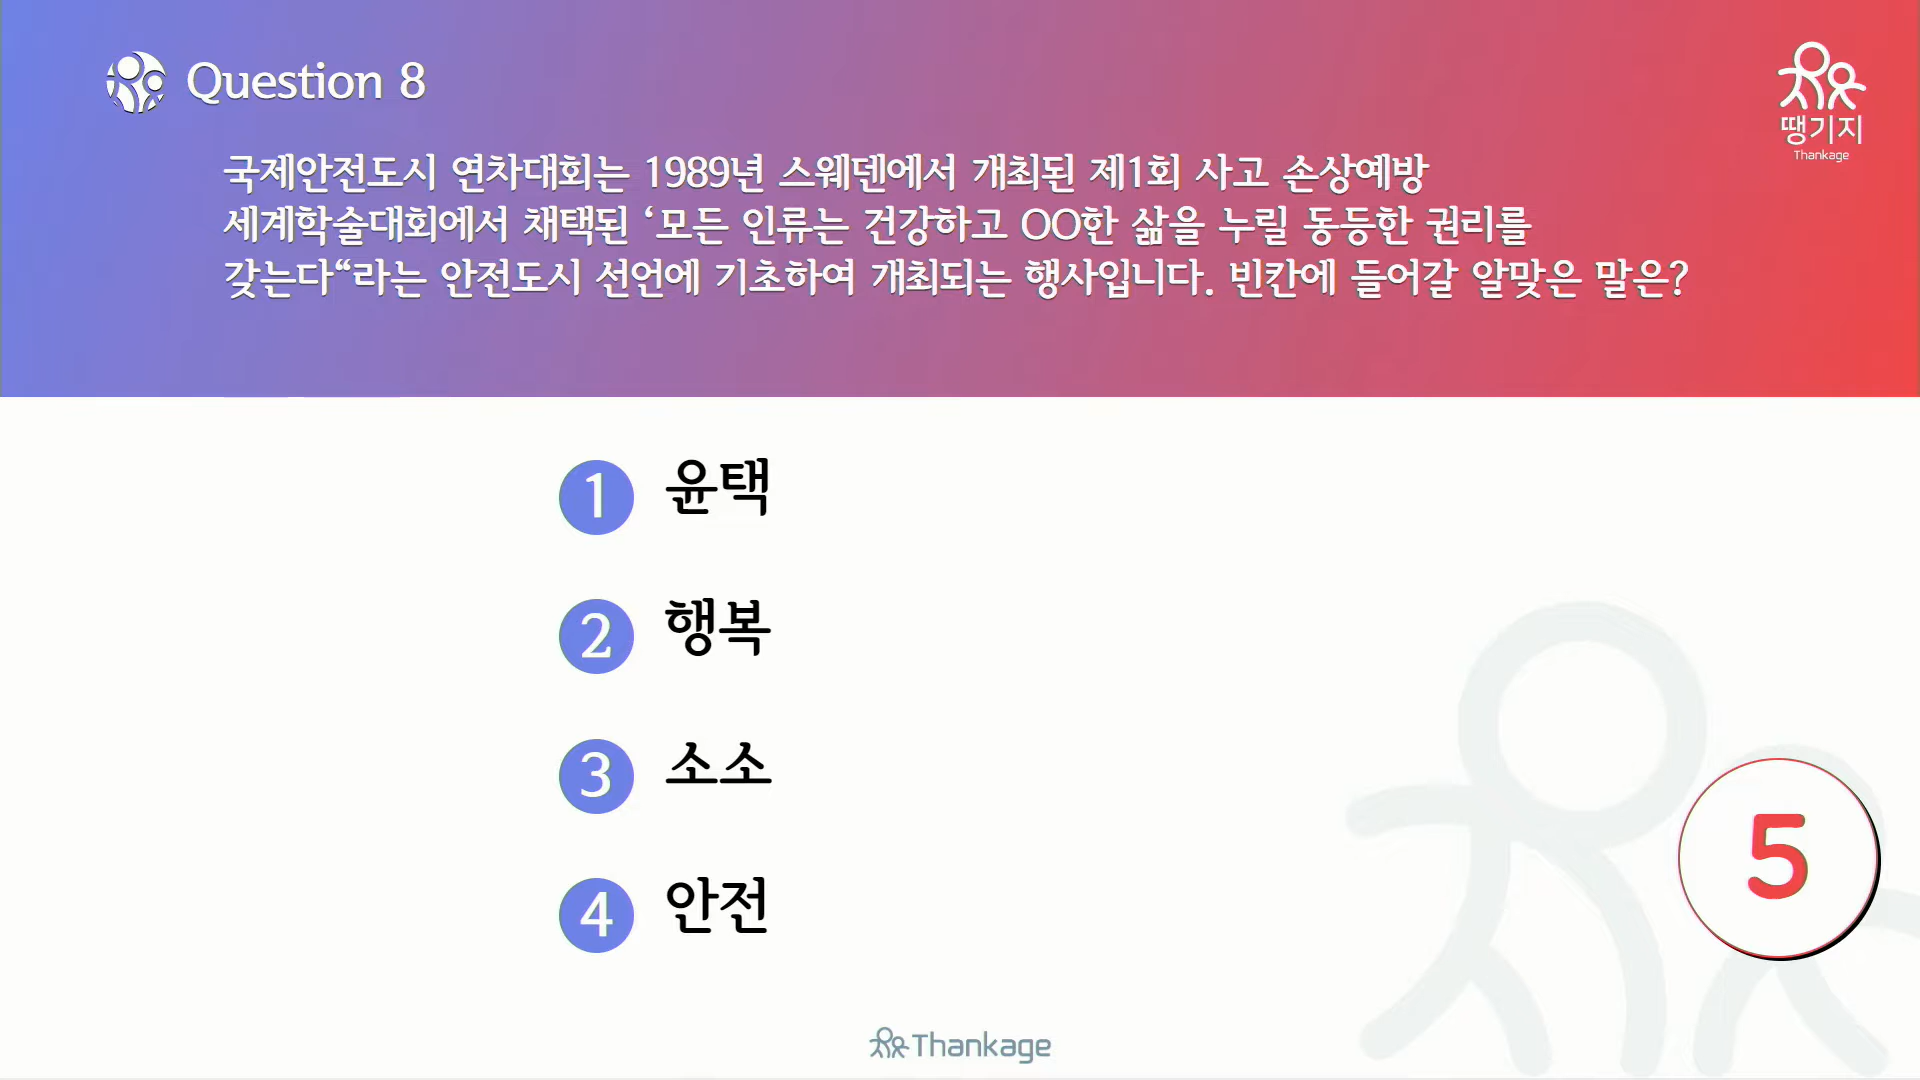 Question 8
땡기지
Thankage
국제안전도시 연차대회는 1989년 스웨덴에서 개최된 제1회 사고 손상예방
세계학술대회에서 채택된 ‘모든 인류는 건강하고 OO한 삶을 누릴 동등한 권리를
갖는다“라는 안전도시 선언에 기초하여 개최되는 행사입니다. 빈칸에 들어갈 알맞은 말은?
1 윤택
2 행복
3 소소
4 안전
5
Thankage